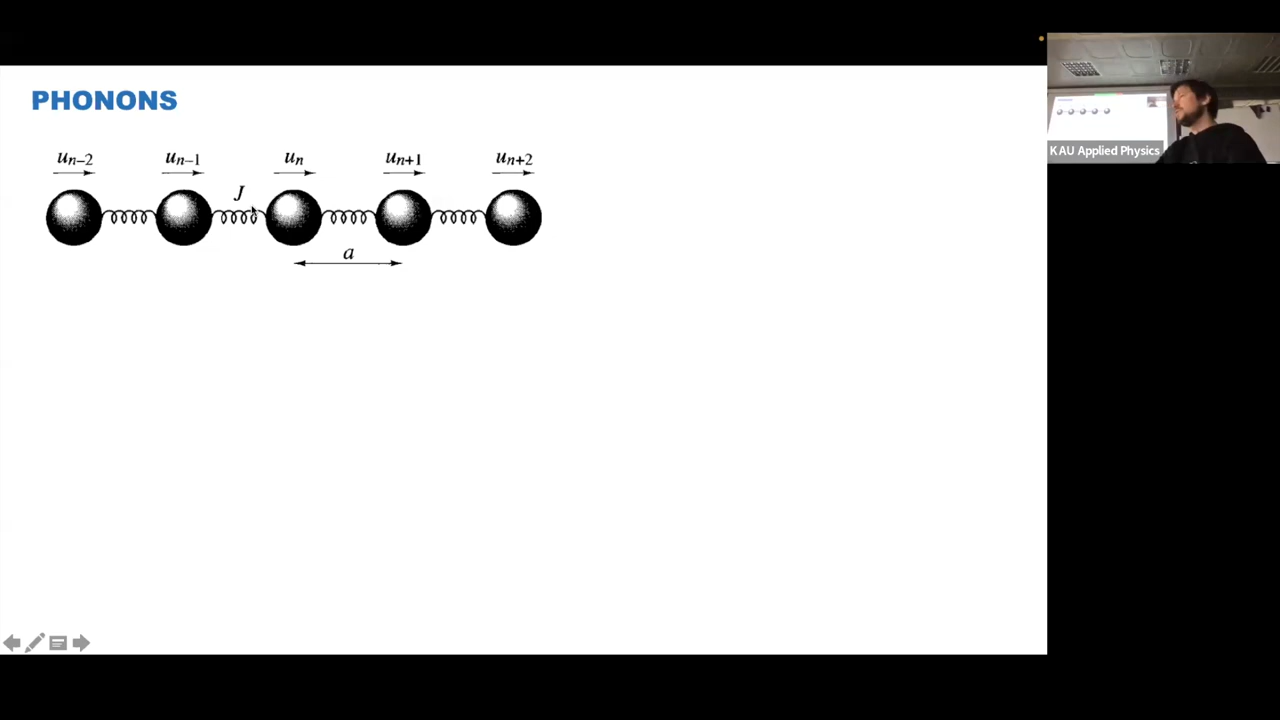 PHONONS
uₙ₋₂ uₙ₋₁ uₙ uₙ₊₁ uₙ₊₂
J
a
KAU Applied Physics